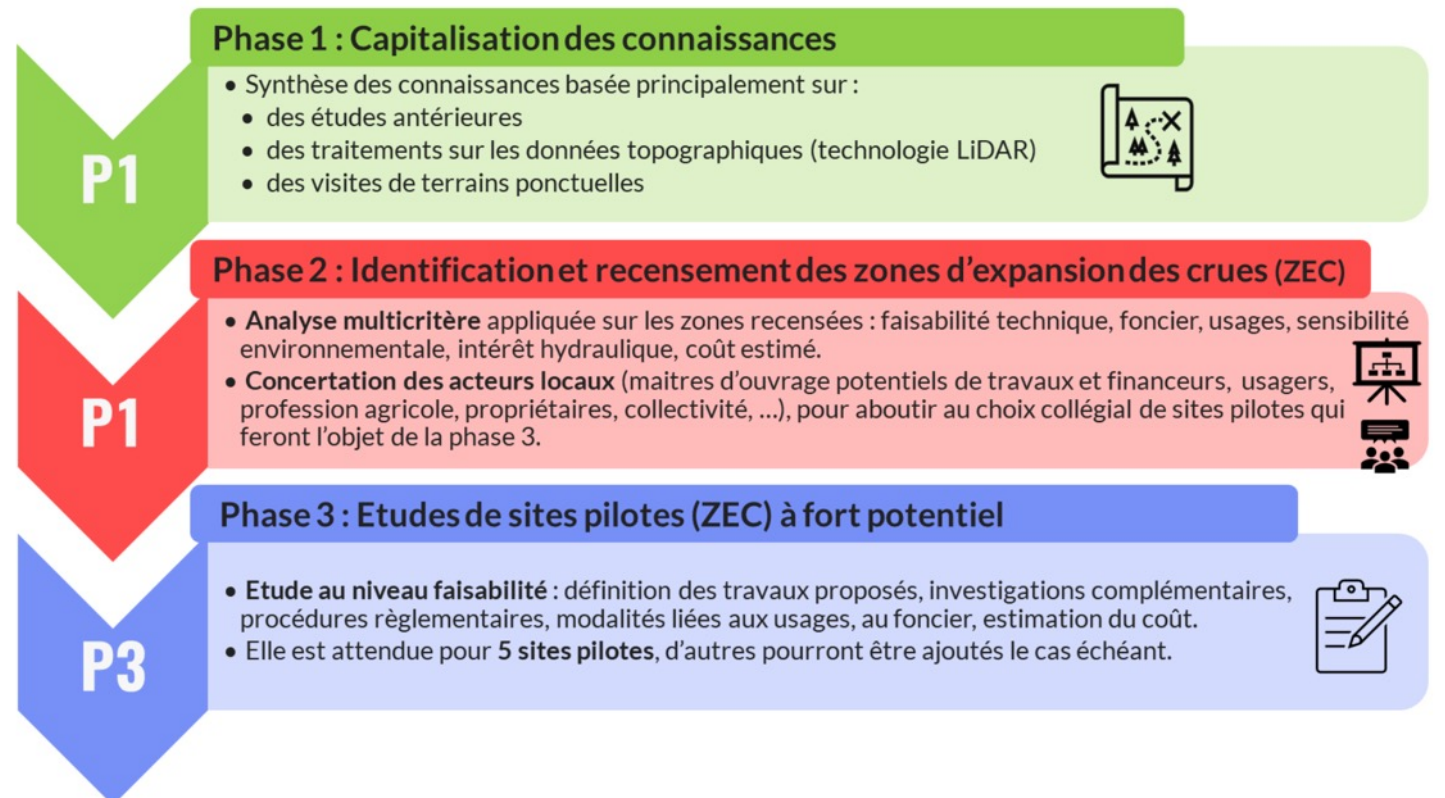 Phase 1 : Capitalisation des connaissances
• Synthèse des connaissances basée principalement sur :
• des études antérieures
• des traitements sur les données topographiques (technologie LiDAR)
• des visites de terrains ponctuelles
P1
Phase 2 : Identification et recensement des zones d'expansion des crues (ZEC)
• Analyse multicritère appliquée sur les zones recensées : faisabilité technique, foncier, usages, sensibilité
environnementale, intérêt hydraulique, coût estimé.
• Concertation des acteurs locaux (maitres d'ouvrage potentiels de travaux et financeurs, usagers,
profession agricole, propriétaires, collectivité, ...), pour aboutir au choix collégial de sites pilotes qui
feront l'objet de la phase 3.
P1
Phase 3 : Etudes de sites pilotes (ZEC) à fort potentiel
• Etude au niveau faisabilité : définition des travaux proposés, investigations complémentaires,
procédures règlementaires, modalités liées aux usages, au foncier, estimation du coût.
• Elle est attendue pour 5 sites pilotes, d'autres pourront être ajoutés le cas échéant.
P3